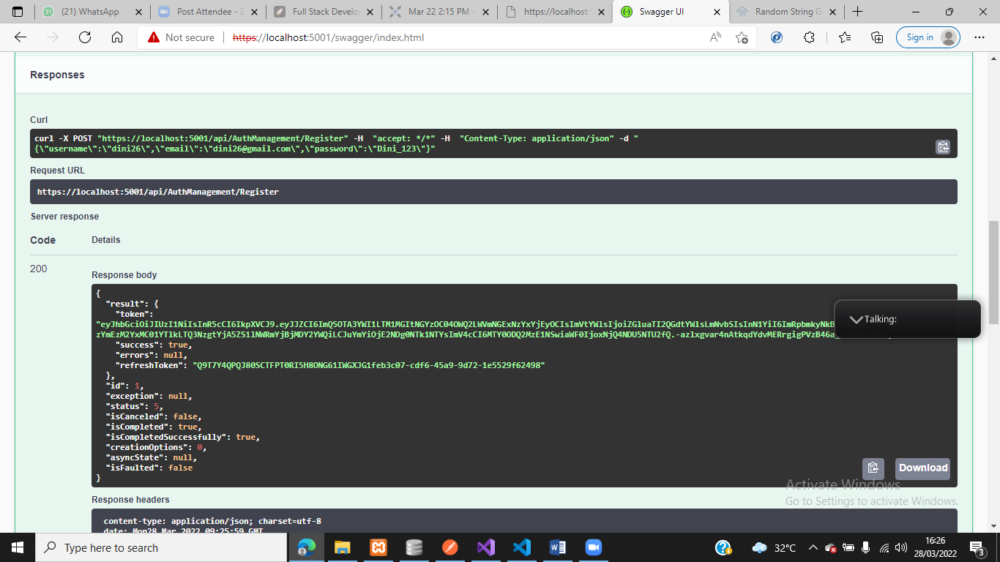 (21) WhatsApp
Post Attendee - Z
Full Stack Develo
Mar 22 2:15 PM -
https://localhost:
Swagger UI
Random String G
Not secure
https://localhost:5001/swagger/index.html
Sign in
Responses
Curl
curl -X POST "https://localhost:5001/api/AuthManagement/Register" -H "accept: */*" -H "Content-Type: application/json" -d "
{\"username\":\"dini26\",\"email\":\"dini26@gmail.com\",\"password\":\"Dini_123\"}"
Request URL
https://localhost:5001/api/AuthManagement/Register
Server response
Code Details
200
Response body
{
"result": {
"token":
"success": true,
"errors": null,
"refreshToken": "Q9T7Y4QPQJ80SCTFPT0RI5H8ONG61IWGXJG1feb3c07-cdf6-45a9-9d72-1e5529f62498"
},
"id": 1,
"exception": null,
"status": 5,
"isCanceled": false,
"isCompleted": true,
"isCompletedSuccessfully": true,
"creationOptions": 0,
"asyncState": null,
"isFaulted": false
}
Talking:
Download
Activate Windows
Go to Settings to activate Windows.
Response headers
content-type: application/json; charset=utf-8
date: Mon28 Mar 2022 09:25:59 GMT
Type here to search
32°C
16:26
28/03/2022
3